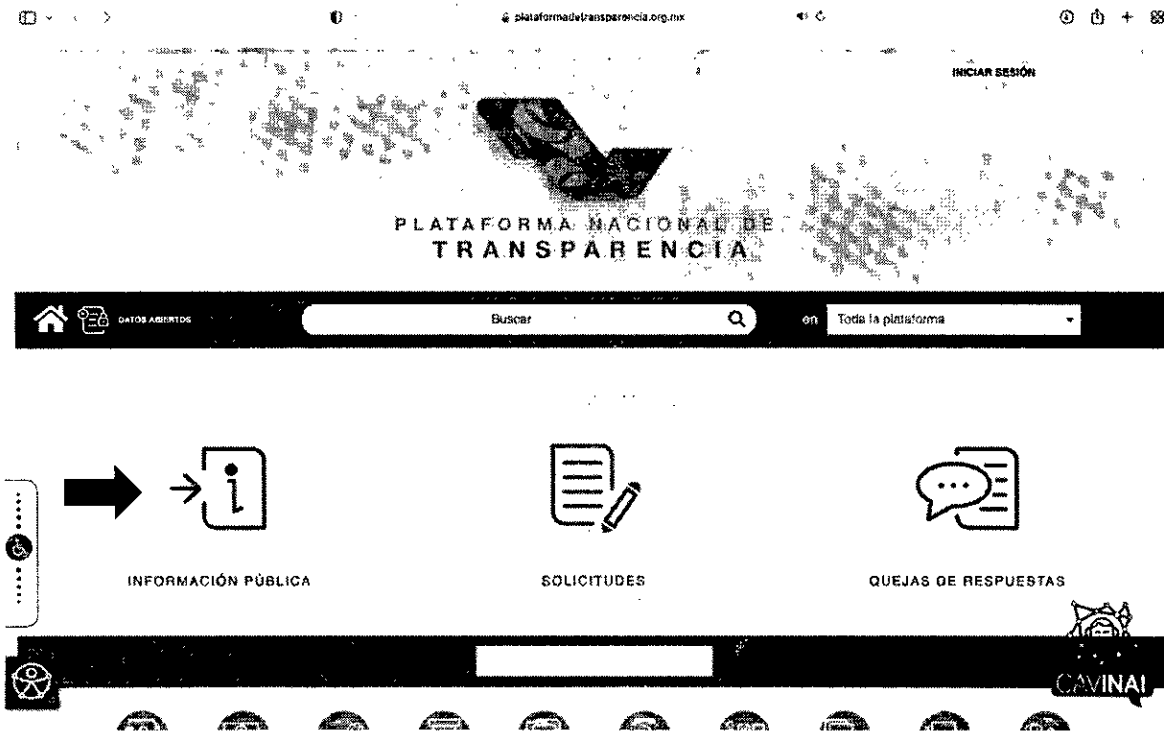 plataformadetransparencia.org.mx
INICIAR SESIÓN
PLATAFORMA NACIONAL DE
TRANSPARENCIA
DATOS ABIERTOS
Buscar
en
Toda la plataforma
INFORMACIÓN PÚBLICA
SOLICITUDES
QUEJAS DE RESPUESTAS
CAVINAI